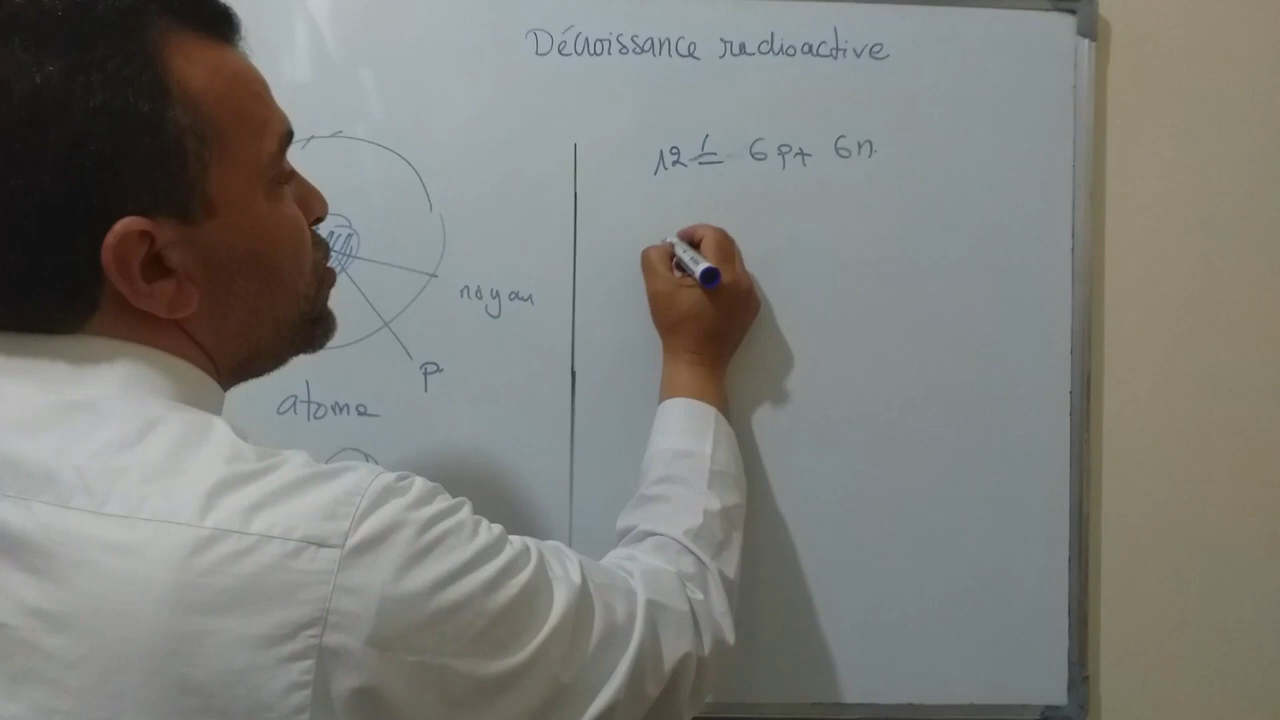 Décroissance radioactive
12 ≠ 6p + 6n
noyau
P
atome